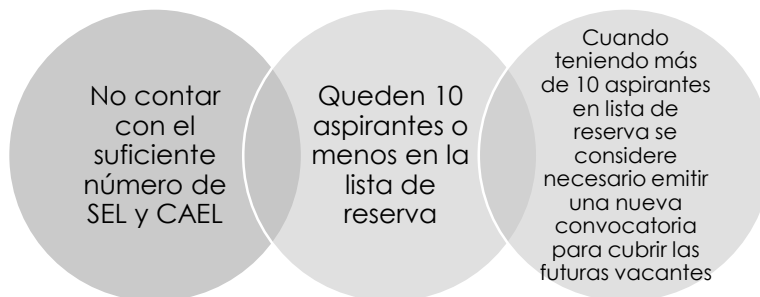 No contar
con el
suficiente
número de
SEL y CAEL
Queden 10
aspirantes o
menos en la
lista de
reserva
Cuando
teniendo más
de 10 aspirantes
en lista de
reserva se
considere
necesario emitir
una nueva
convocatoria
para cubrir las
futuras vacantes